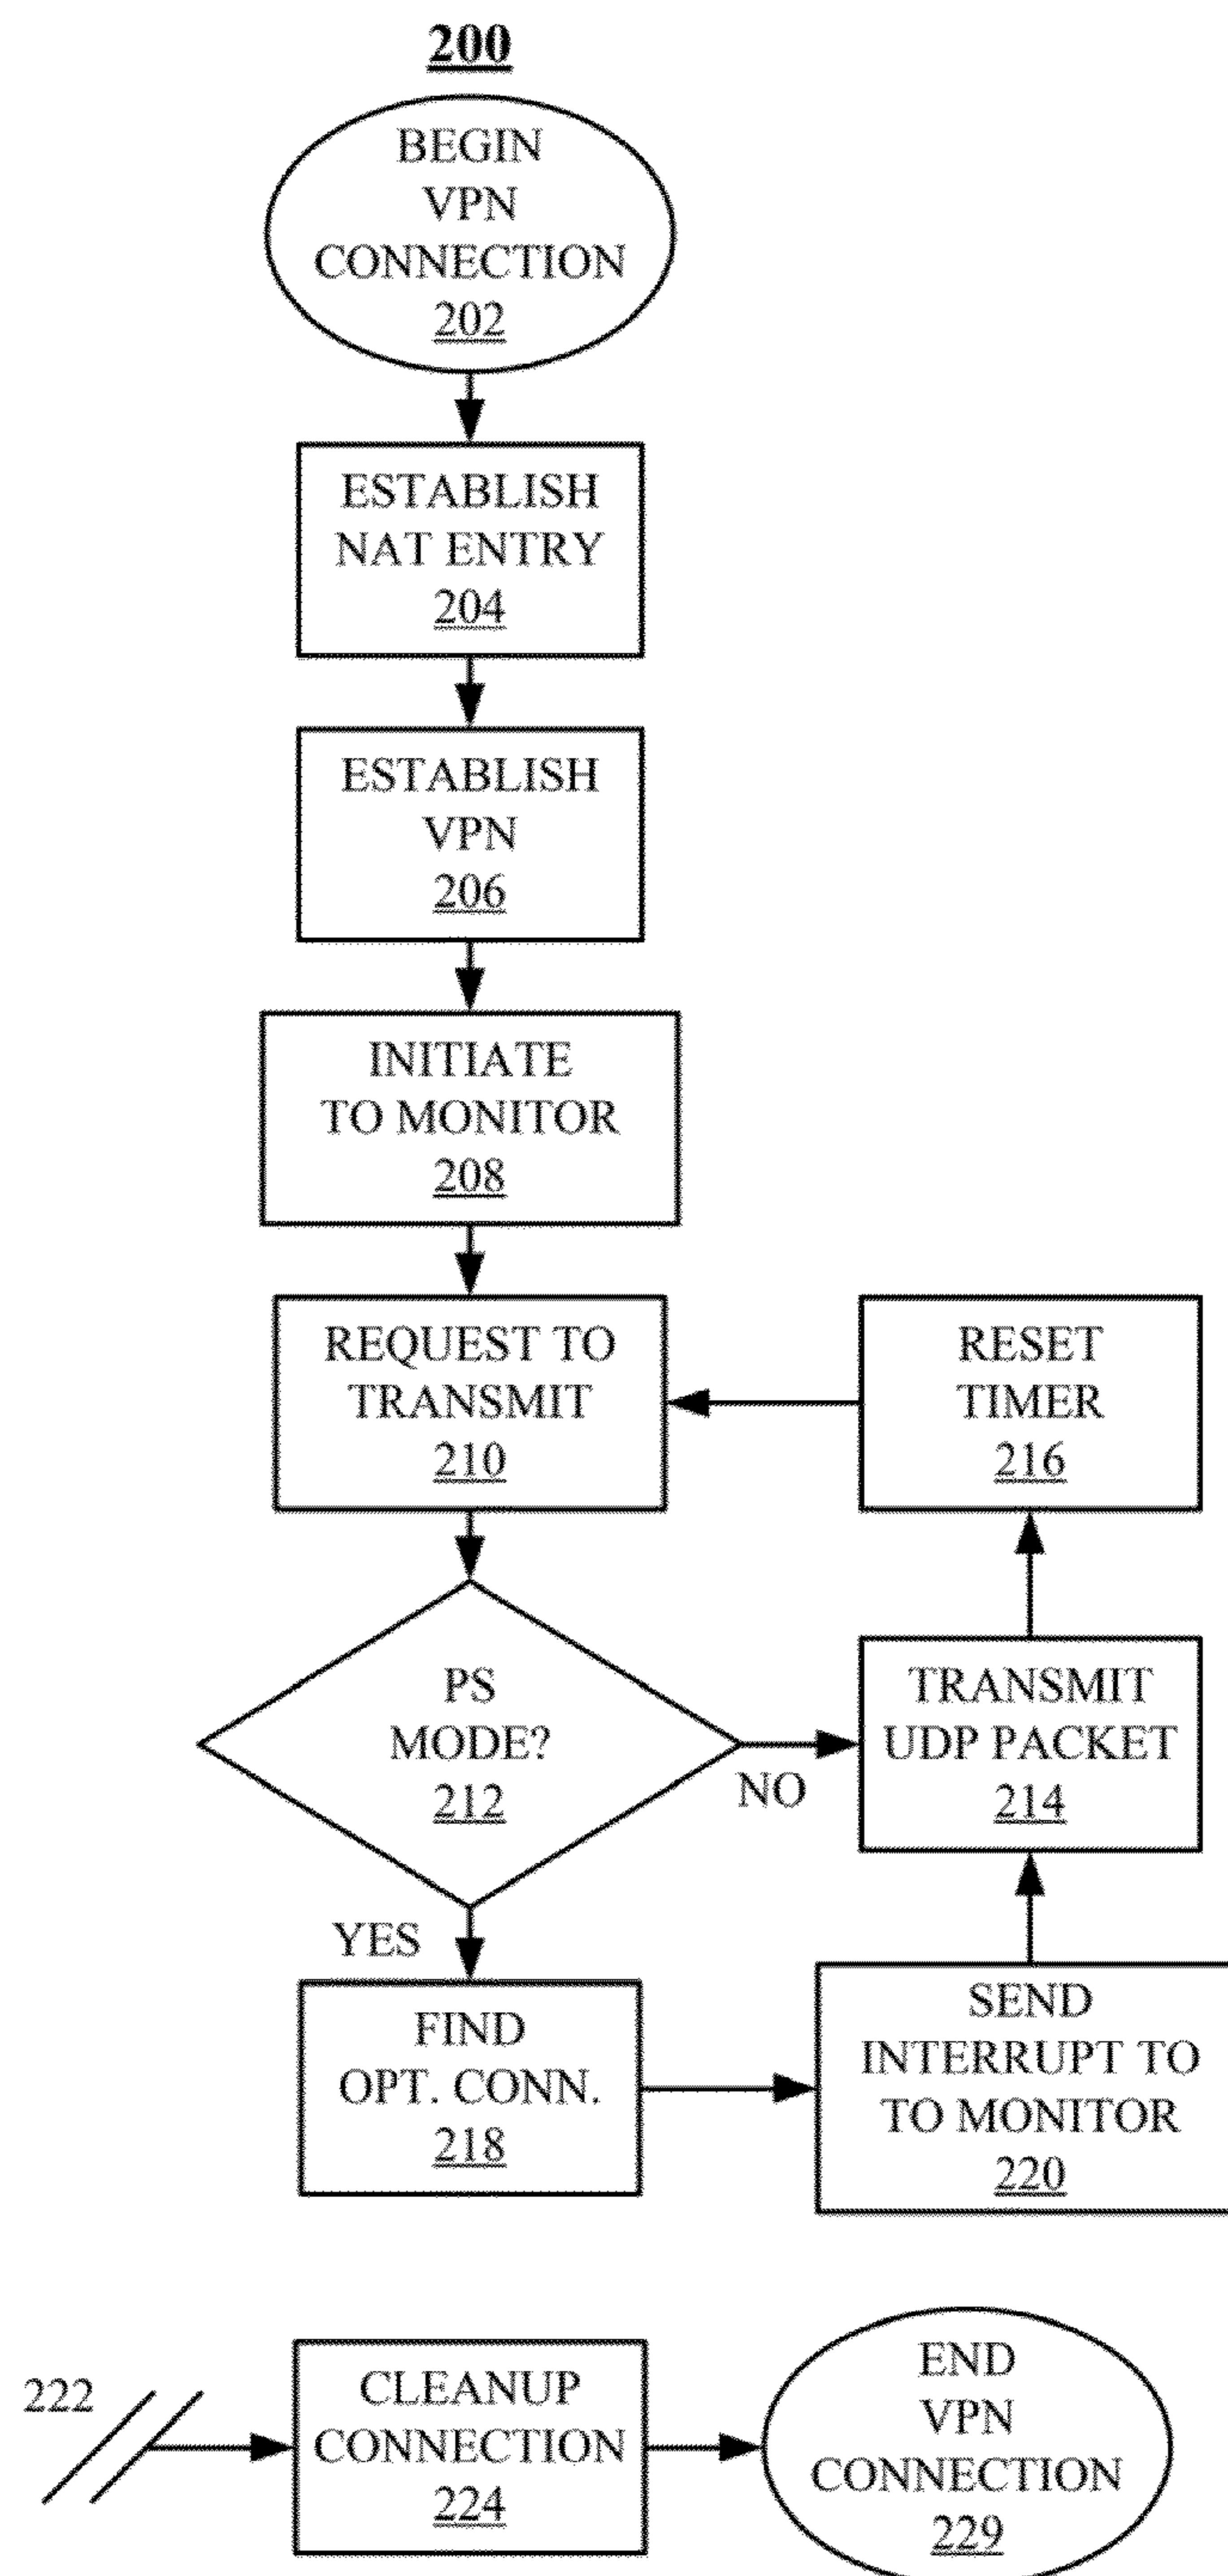 200
BEGIN
VPN
CONNECTION
202
ESTABLISH
NAT ENTRY
204
ESTABLISH
VPN
206
INITIATE
TO MONITOR
208
REQUEST TO
TRANSMIT
210
RESET
TIMER
216
PS
MODE?
212
NO
TRANSMIT
UDP PACKET
214
YES
FIND
OPT. CONN.
218
SEND
INTERRUPT TO
TO MONITOR
220
222
CLEANUP
CONNECTION
224
END
VPN
CONNECTION
229